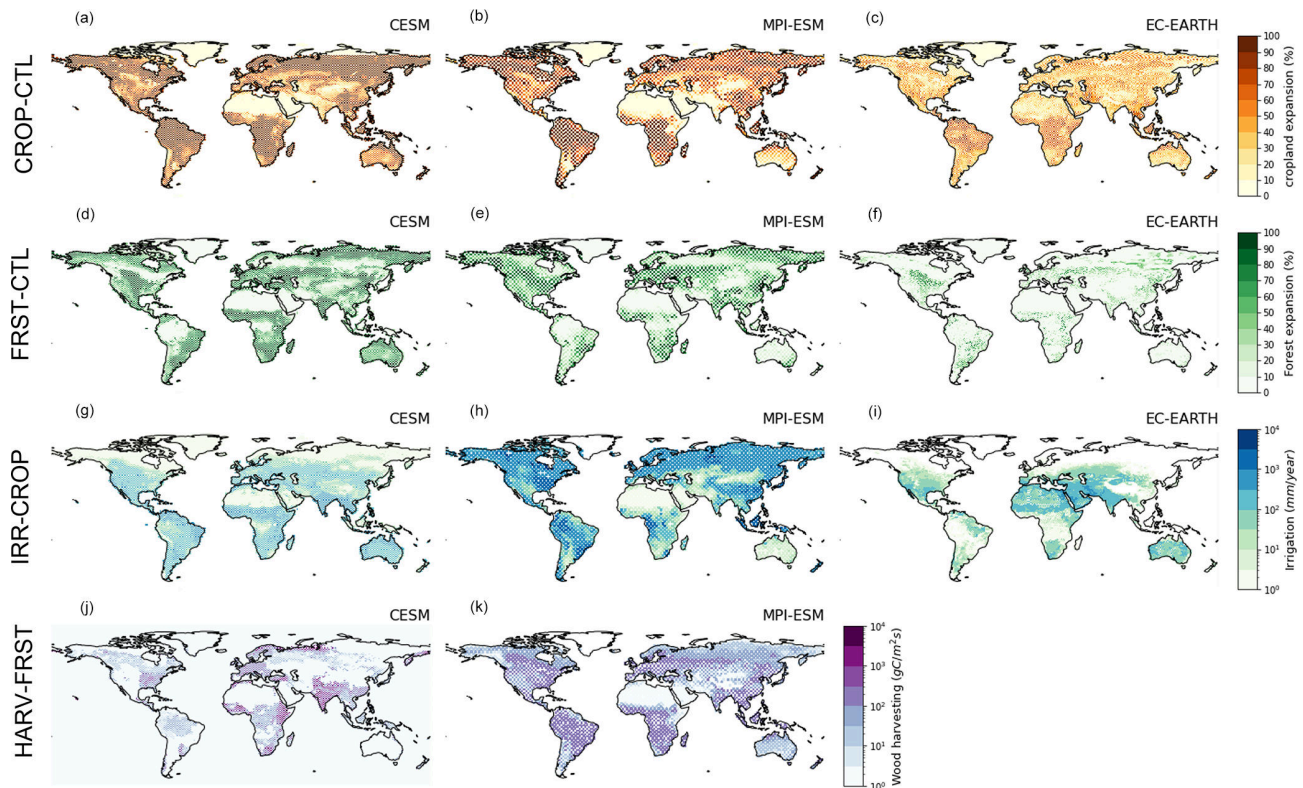 (a) CESM
(b) MPI-ESM
(c) EC-EARTH
CROP-CTL
100
90
80
70
60
50
40
30
20
10
0
cropland expansion (%)
(d) CESM
(e) MPI-ESM
(f) EC-EARTH
FRST-CTL
100
90
80
70
60
50
40
30
20
10
0
Forest expansion (%)
(g) CESM
(h) MPI-ESM
(i) EC-EARTH
IRR-CROP
10⁴
10³
10²
10¹
10⁰
Irrigation (mm/year)
(j) CESM
(k) MPI-ESM
HARV-FRST
10⁴
10³
10²
10¹
10⁰
Wood harvesting (gC/m²s)